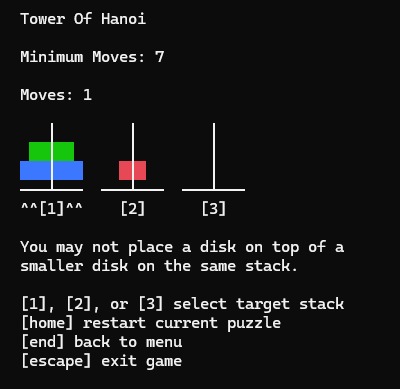 Tower Of Hanoi
Minimum Moves: 7
Moves: 1
^^[1]^^ [2] [3]
You may not place a disk on top of a
smaller disk on the same stack.
[1], [2], or [3] select target stack
[home] restart current puzzle
[end] back to menu
[escape] exit game